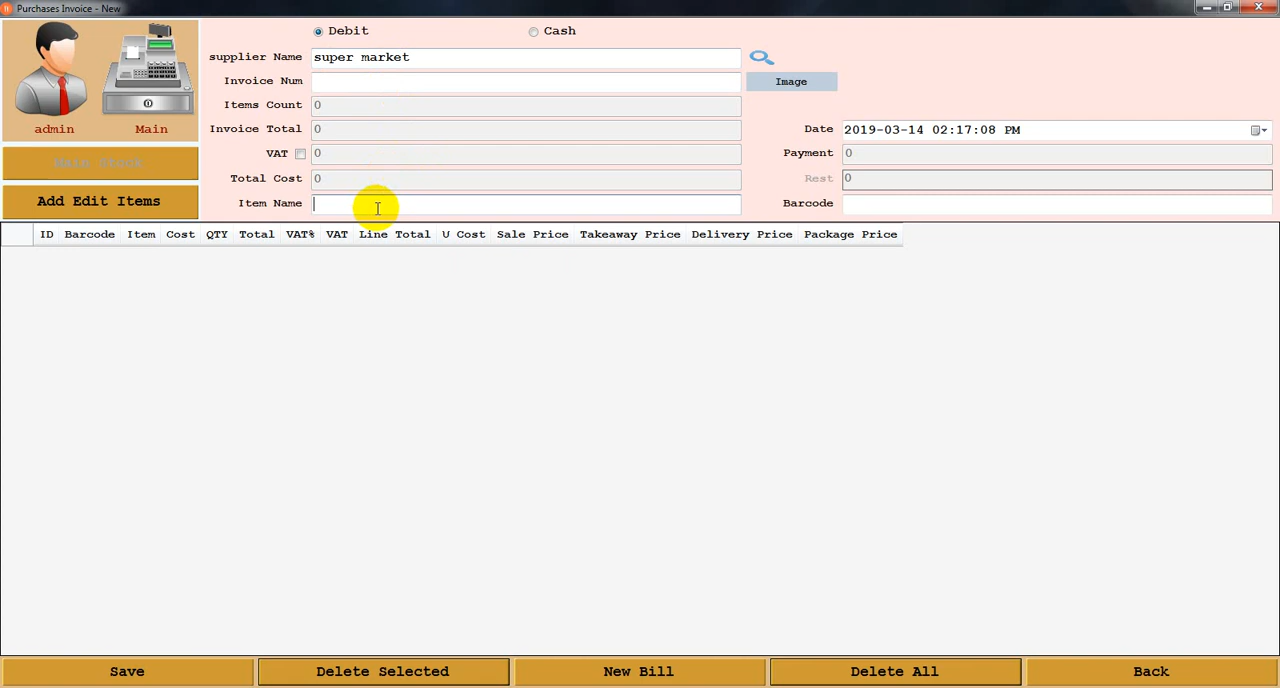 Purchases Invoice - New
Debit
Cash
supplier Name super market
Invoice Num
Image
Items Count 0
admin
Main
Invoice Total 0
Date 2019-03-14 02:17:08 PM
VAT 0
Payment 0
Main Stock
Total Cost 0
Rest 0
Add Edit Items
Item Name
Barcode
ID Barcode Item Cost QTY Total VAT% VAT Line Total U Cost Sale Price Takeaway Price Delivery Price Package Price
Save
Delete Selected
New Bill
Delete All
Back